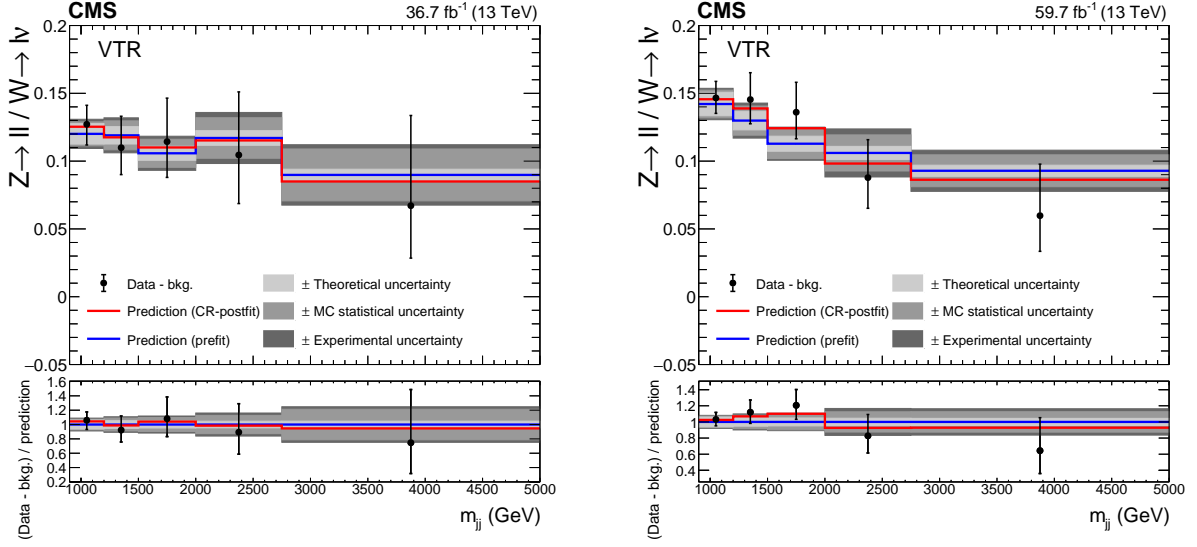 CMS
36.7 fb⁻¹ (13 TeV)
VTR
Z→ ll / W→ lν
0.2
0.15
0.1
0.05
0
−0.05
Data - bkg.
± Theoretical uncertainty
Prediction (CR-postfit)
± MC statistical uncertainty
Prediction (prefit)
± Experimental uncertainty
(Data - bkg.) / prediction
1.6
1.4
1.2
1.0
0.8
0.6
0.4
0.2
1000 1500 2000 2500 3000 3500 4000 4500 5000
m_jj (GeV)
CMS
59.7 fb⁻¹ (13 TeV)
VTR
Z→ ll / W→ lν
0.2
0.15
0.1
0.05
0
−0.05
Data - bkg.
± Theoretical uncertainty
Prediction (CR-postfit)
± MC statistical uncertainty
Prediction (prefit)
± Experimental uncertainty
(Data - bkg.) / prediction
1.4
1.2
1.0
0.8
0.6
0.4
1000 1500 2000 2500 3000 3500 4000 4500 5000
m_jj (GeV)